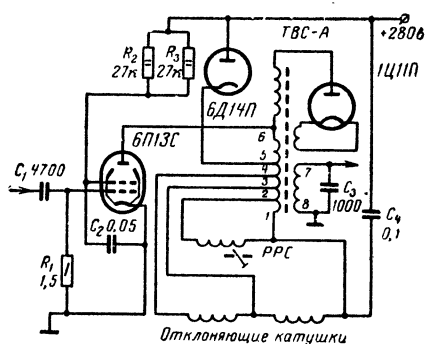 ТВС-А
+280в
R₂
27к
R₃
27к
6Д14П
1Ц11П
6П13С
C₁ 4700
6
5
4
3
2
1
7
8
C₃
1000
C₄
0,1
C₂ 0,05
R₁
1,5
РРС
Отклоняющие катушки